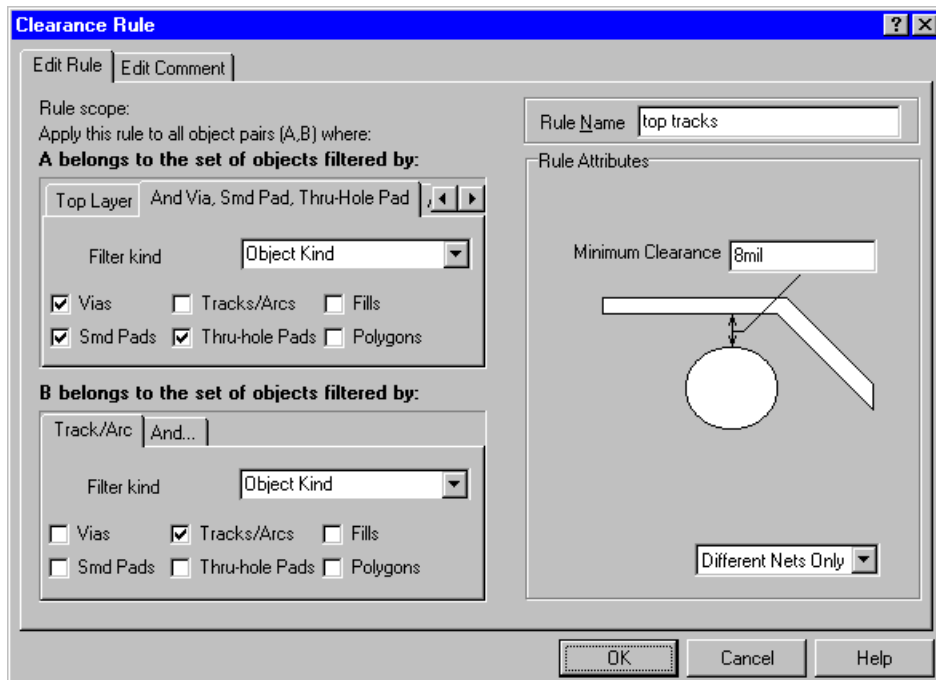 Clearance Rule
Edit Rule Edit Comment
Rule scope:
Apply this rule to all object pairs (A,B) where:
A belongs to the set of objects filtered by:
Top Layer And Via, Smd Pad, Thru-Hole Pad
Filter kind Object Kind
Vias Tracks/Arcs Fills
Smd Pads Thru-hole Pads Polygons
B belongs to the set of objects filtered by:
Track/Arc And...
Filter kind Object Kind
Vias Tracks/Arcs Fills
Smd Pads Thru-hole Pads Polygons
Rule Name top tracks
Rule Attributes
Minimum Clearance 8mil
Different Nets Only
OK Cancel Help